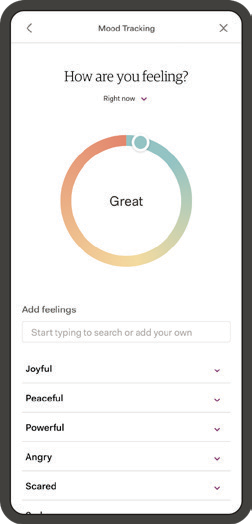 Mood Tracking
How are you feeling?
Right now
Great
Add feelings
Start typing to search or add your own
Joyful
Peaceful
Powerful
Angry
Scared